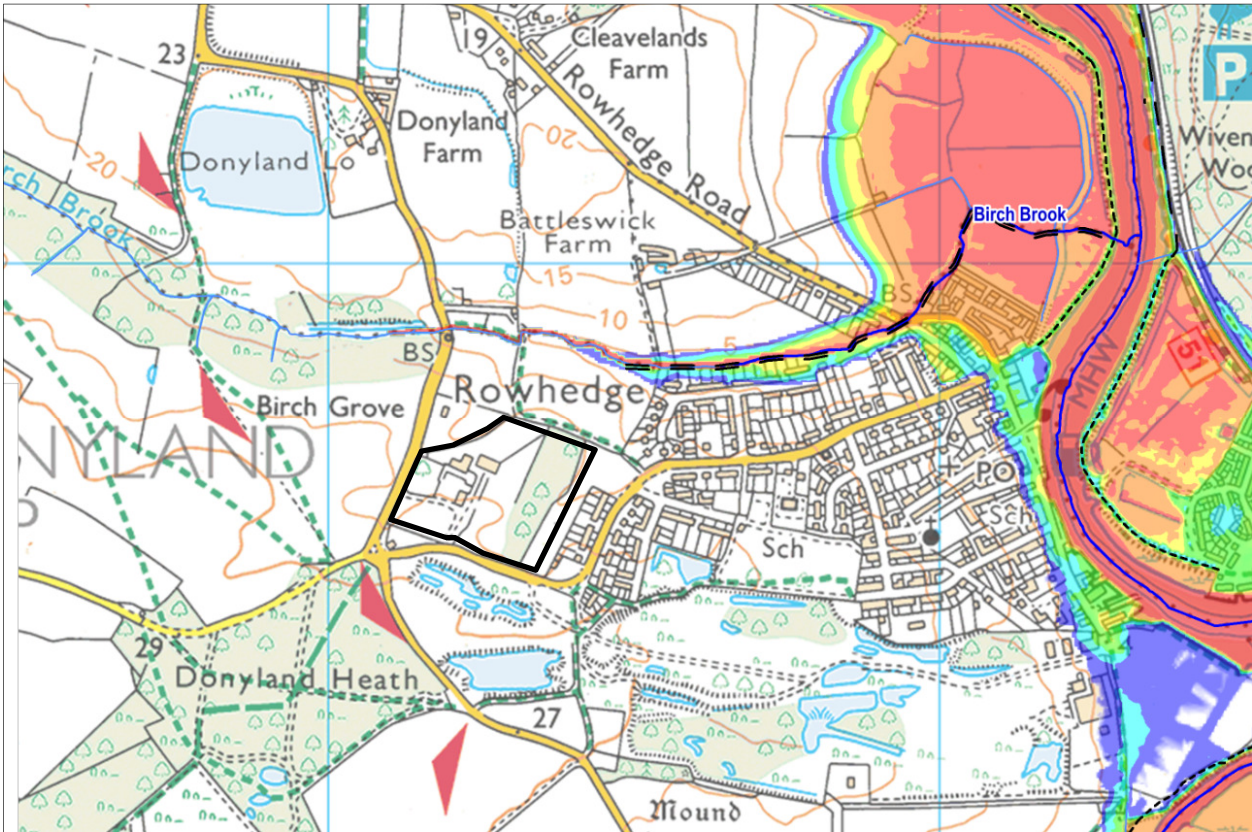 23
19
Cleavelands
Farm
Rowhedge Road
P
20
Donyland
Farm
Donyland Lo
Wiven
Woo
20
rch Brook
Battleswick
Farm
Birch Brook
15
BS
10
5
51
BS
MHW
Rowhedge
Birch Grove
NYLAND
PO
Sch
Sch
29
Donyland Heath
27
Mound